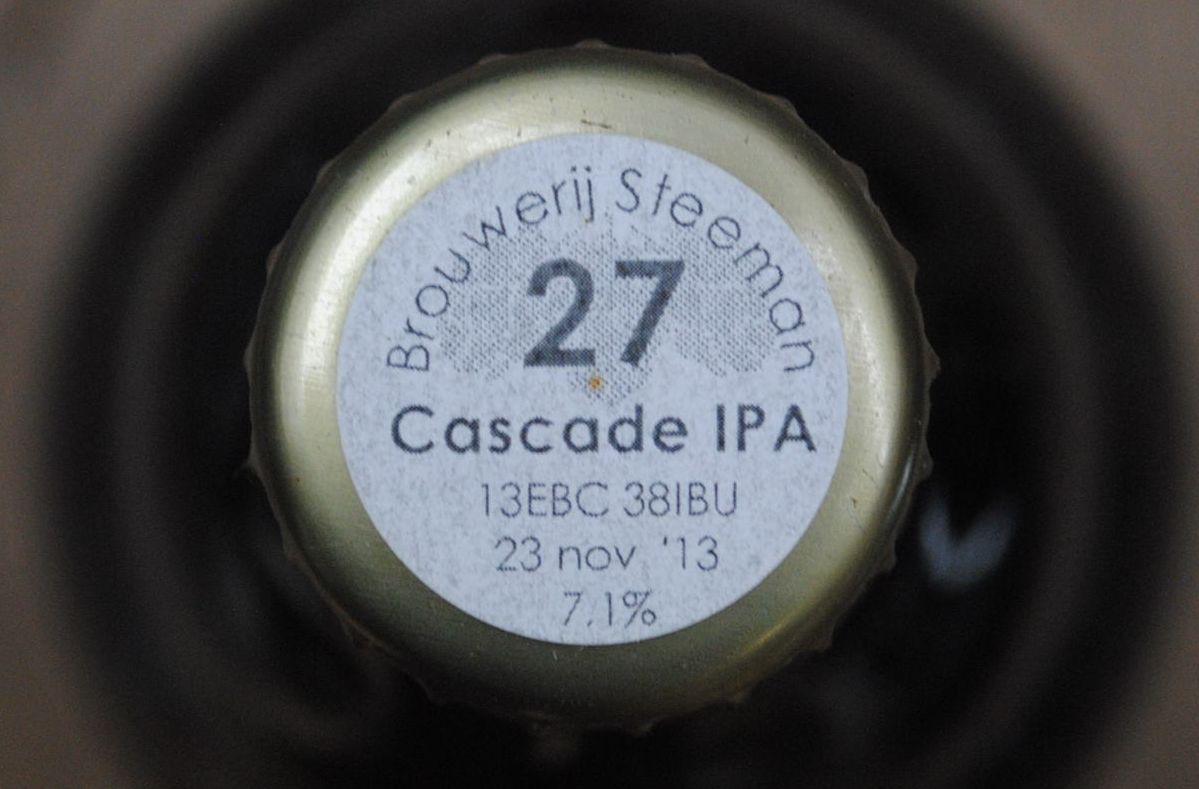 Brouwerij Steeman
27
Cascade IPA
13EBC 38IBU
23 nov '13
7.1%